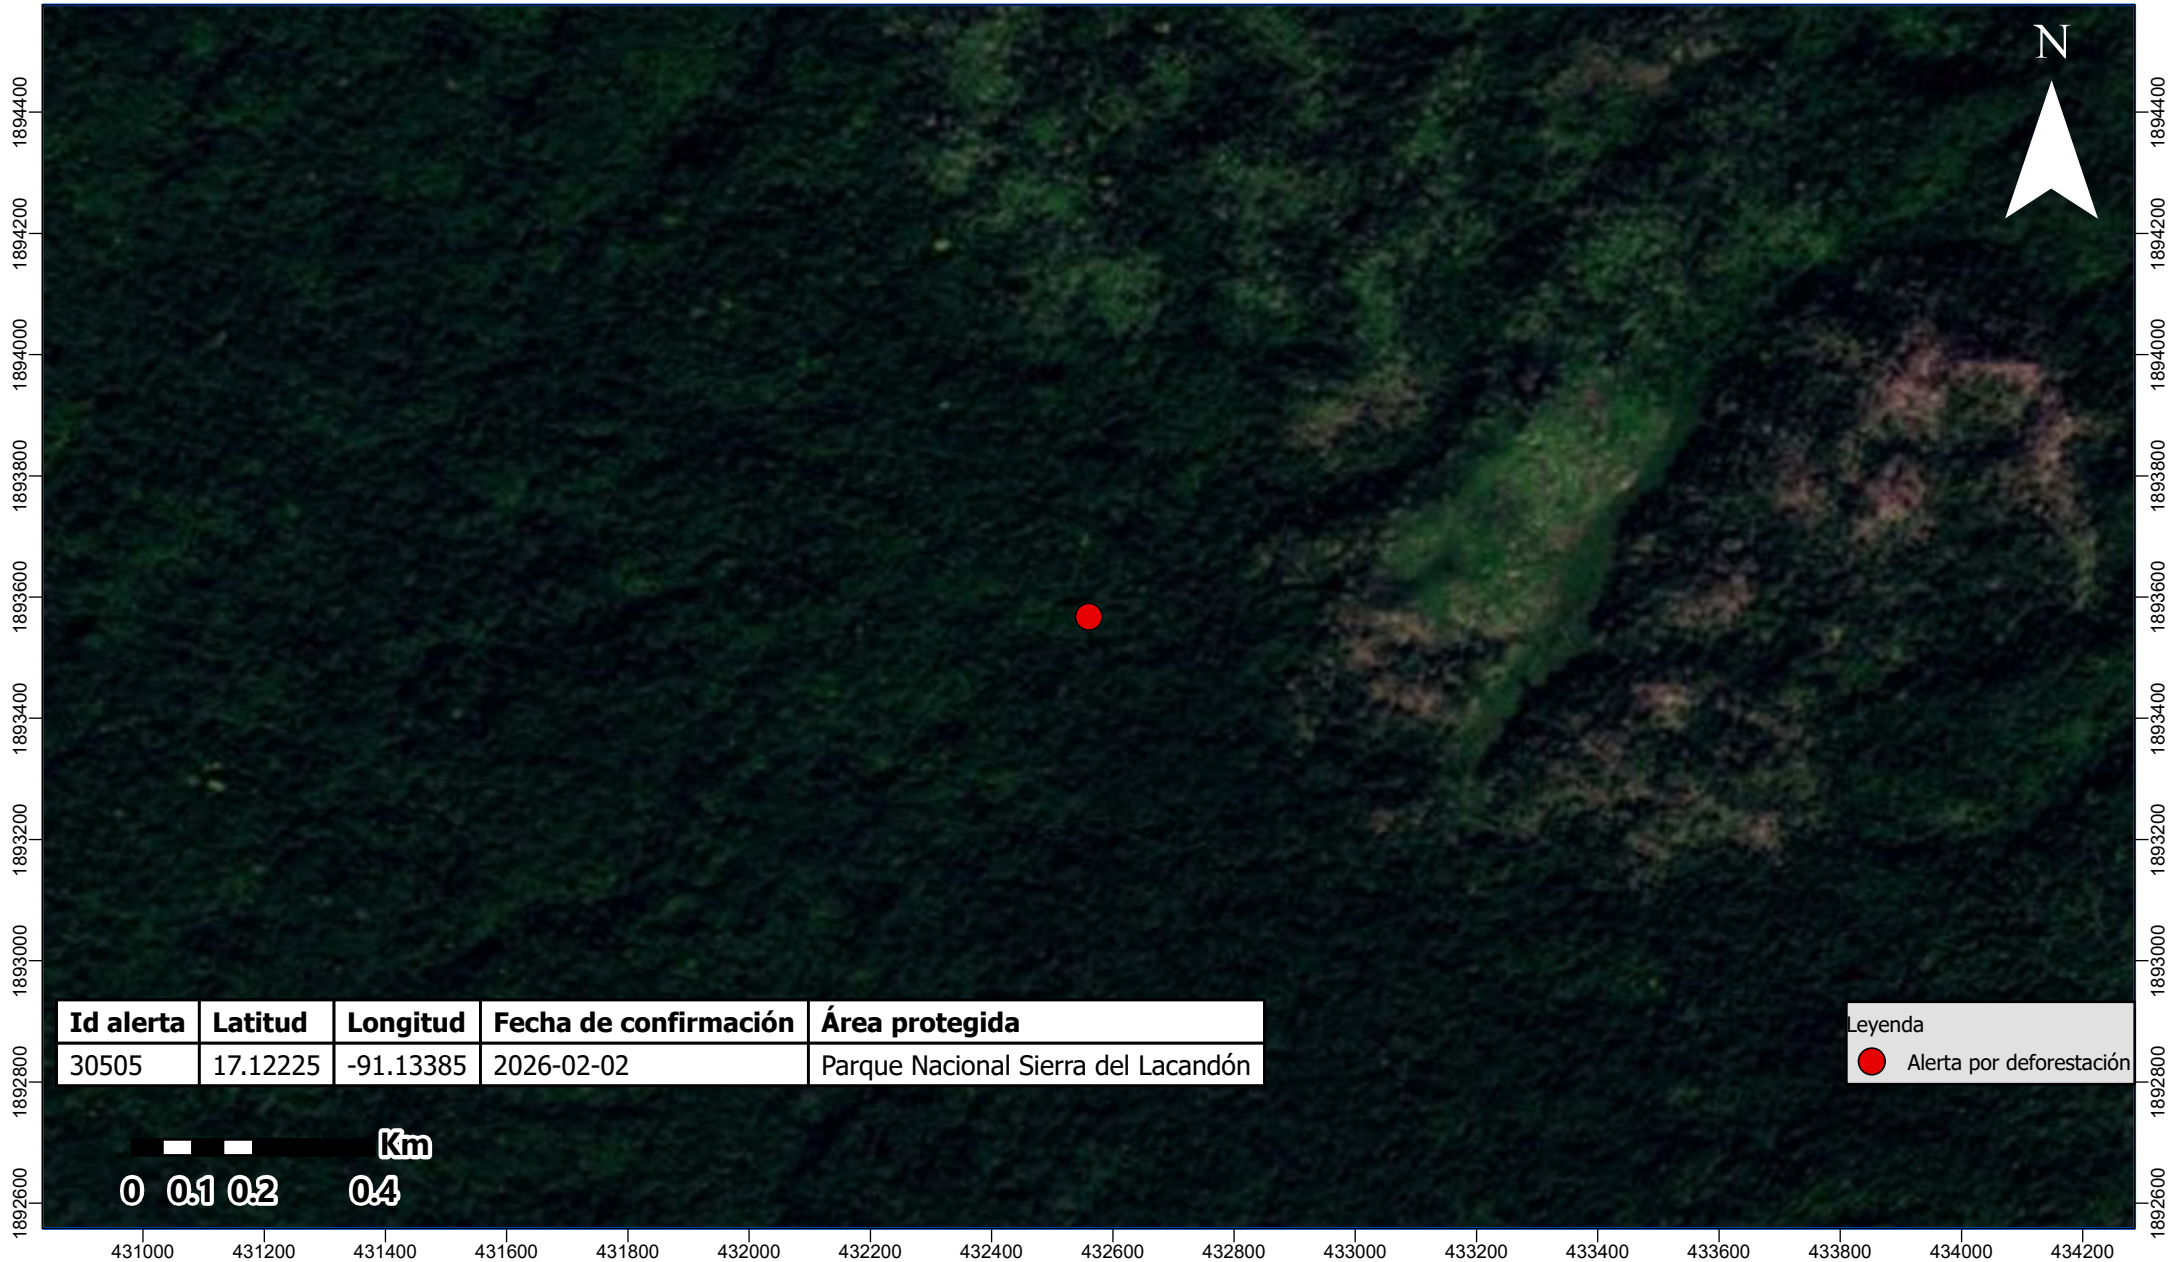 N
1894400
1894200
1894000
1893800
1893600
1893400
1893200
1893000
1892800
1892600
1894400
1894200
1894000
1893800
1893600
1893400
1893200
1893000
1892800
1892600
Id alerta Latitud Longitud Fecha de confirmación Área protegida
30505 17.12225 -91.13385 2026-02-02 Parque Nacional Sierra del Lacandón
Leyenda
Alerta por deforestación
Km
0 0.1 0.2 0.4
431000 431200 431400 431600 431800 432000 432200 432400 432600 432800 433000 433200 433400 433600 433800 434000 434200